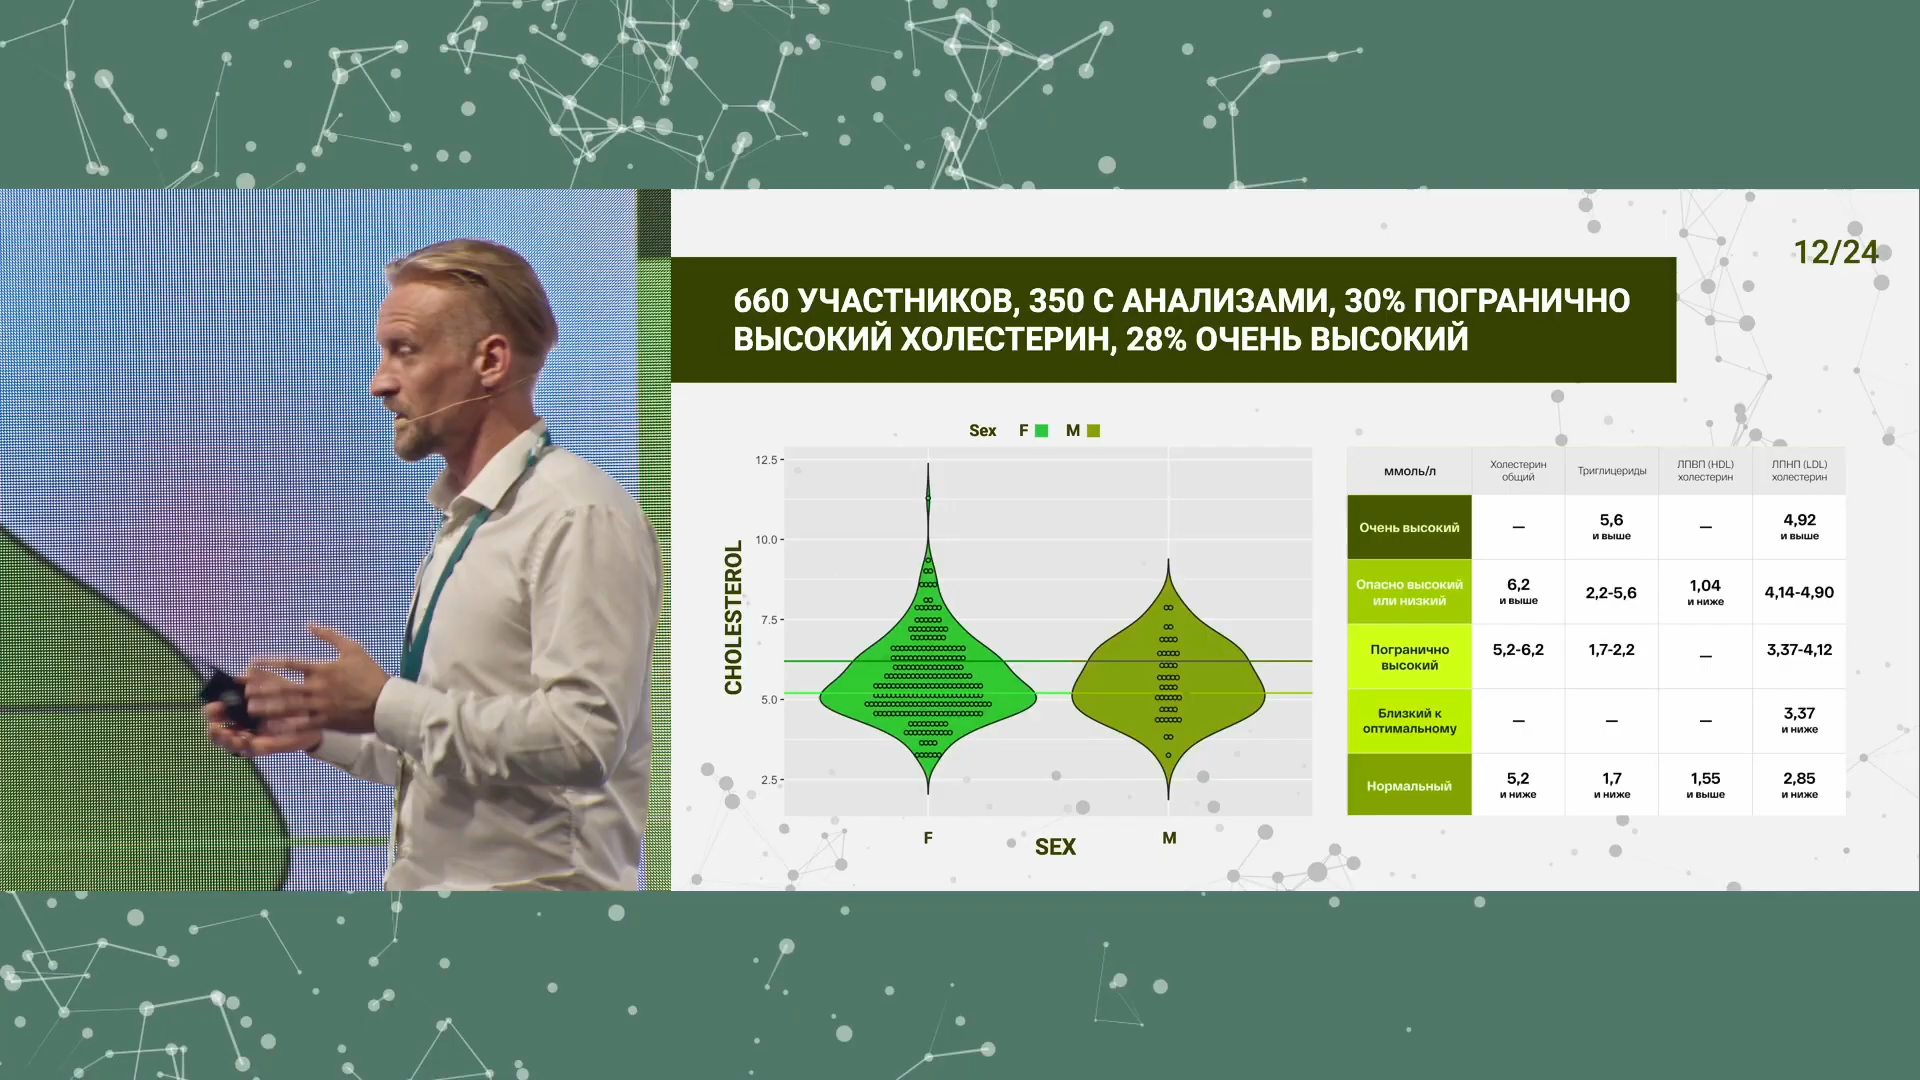 12/24
660 УЧАСТНИКОВ, 350 С АНАЛИЗАМИ, 30% ПОГРАНИЧНО
ВЫСОКИЙ ХОЛЕСТЕРИН, 28% ОЧЕНЬ ВЫСОКИЙ
Sex F M
CHOLESTEROL
12.5
10.0
7.5
5.0
2.5
F M
SEX
ммоль/л
Холестерин
общий
Триглицериды
ЛПВП (HDL)
холестерин
ЛПНП (LDL)
холестерин
Очень высокий
—
5,6
и выше
—
4,92
и выше
Опасно высокий
или низкий
6,2
и выше
2,2-5,6
1,04
и ниже
4,14-4,90
Погранично
высокий
5,2-6,2
1,7-2,2
—
3,37-4,12
Близкий к
оптимальному
—
—
—
3,37
и ниже
Нормальный
5,2
и ниже
1,7
и ниже
1,55
и выше
2,85
и ниже